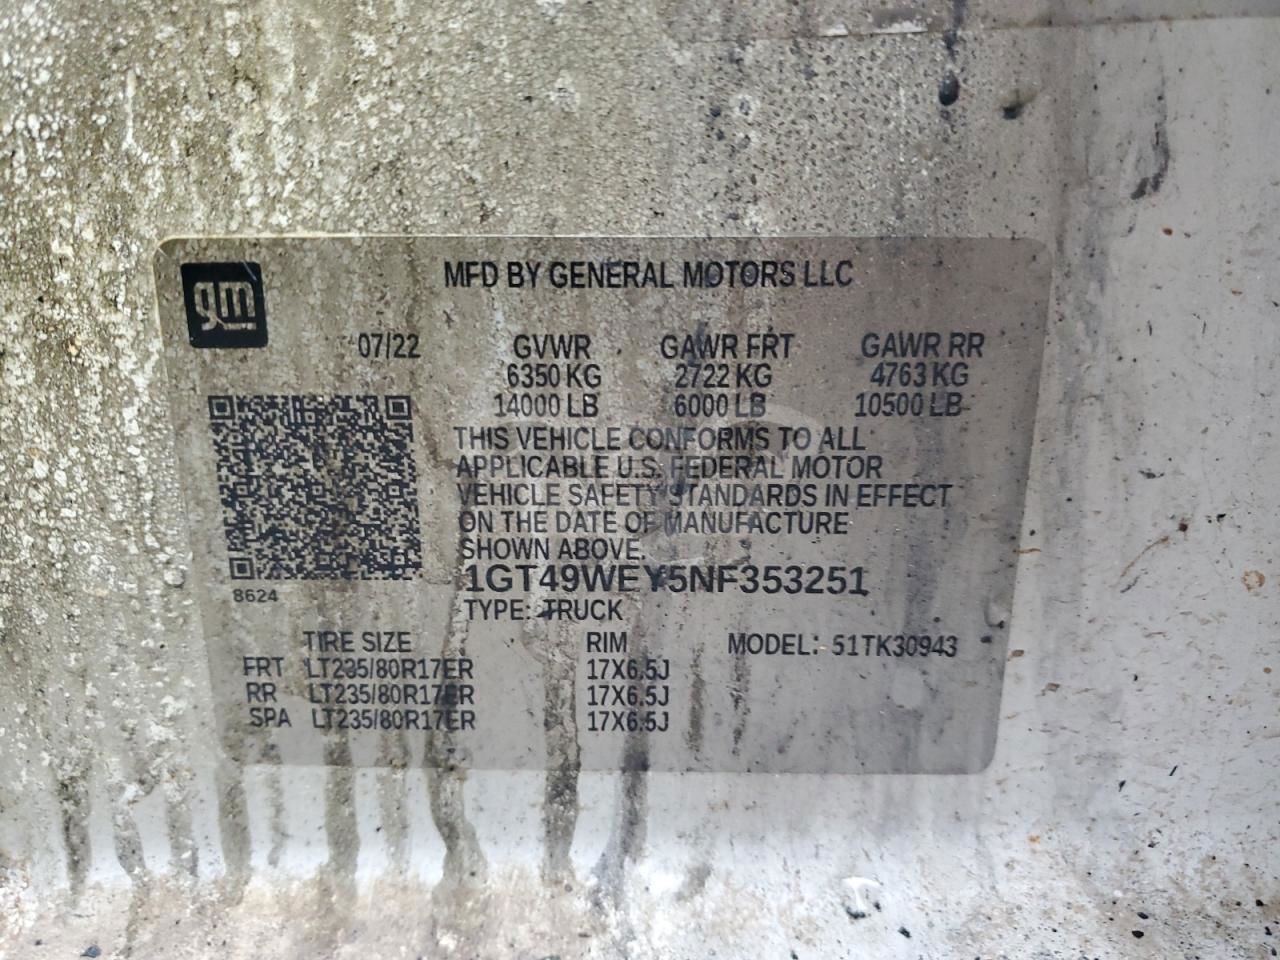 gm
MFD BY GENERAL MOTORS LLC
07/22 GVWR GAWR FRT GAWR RR
6350 KG 2722 KG 4763 KG
14000 LB 6000 LB 10500 LB
THIS VEHICLE CONFORMS TO ALL
APPLICABLE U.S. FEDERAL MOTOR
VEHICLE SAFETY STANDARDS IN EFFECT
ON THE DATE OF MANUFACTURE
SHOWN ABOVE.
8624
1GT49WEY5NF353251
TYPE: TRUCK
TIRE SIZE RIM MODEL: 51TK30943
FRT LT235/80R17ER 17X6.5J
RR LT235/80R17ER 17X6.5J
SPA LT235/80R17ER 17X6.5J